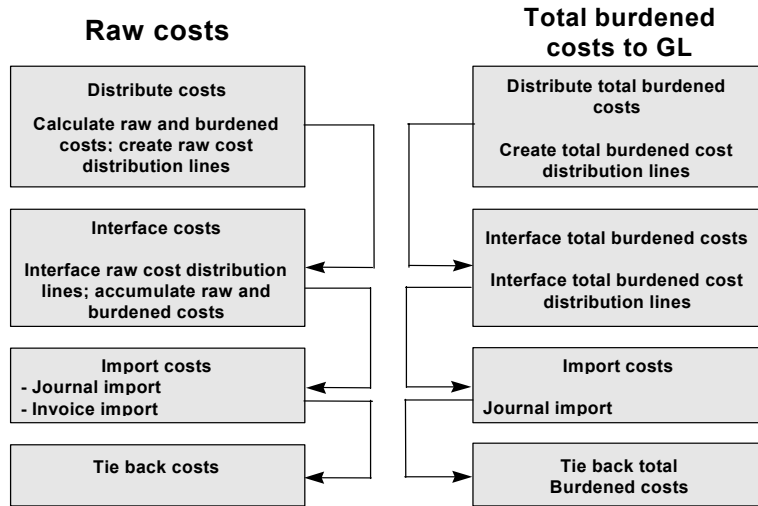 Raw costs
Distribute costs
Calculate raw and burdened
costs; create raw cost
distribution lines
Interface costs
Interface raw cost distribution
lines; accumulate raw and
burdened costs
Import costs
- Journal import
- Invoice import
Tie back costs
Total burdened
costs to GL
Distribute total burdened
costs
Create total burdened cost
distribution lines
Interface total burdened costs
Interface total burdened cost
distribution lines
Import costs
Journal import
Tie back total
Burdened costs